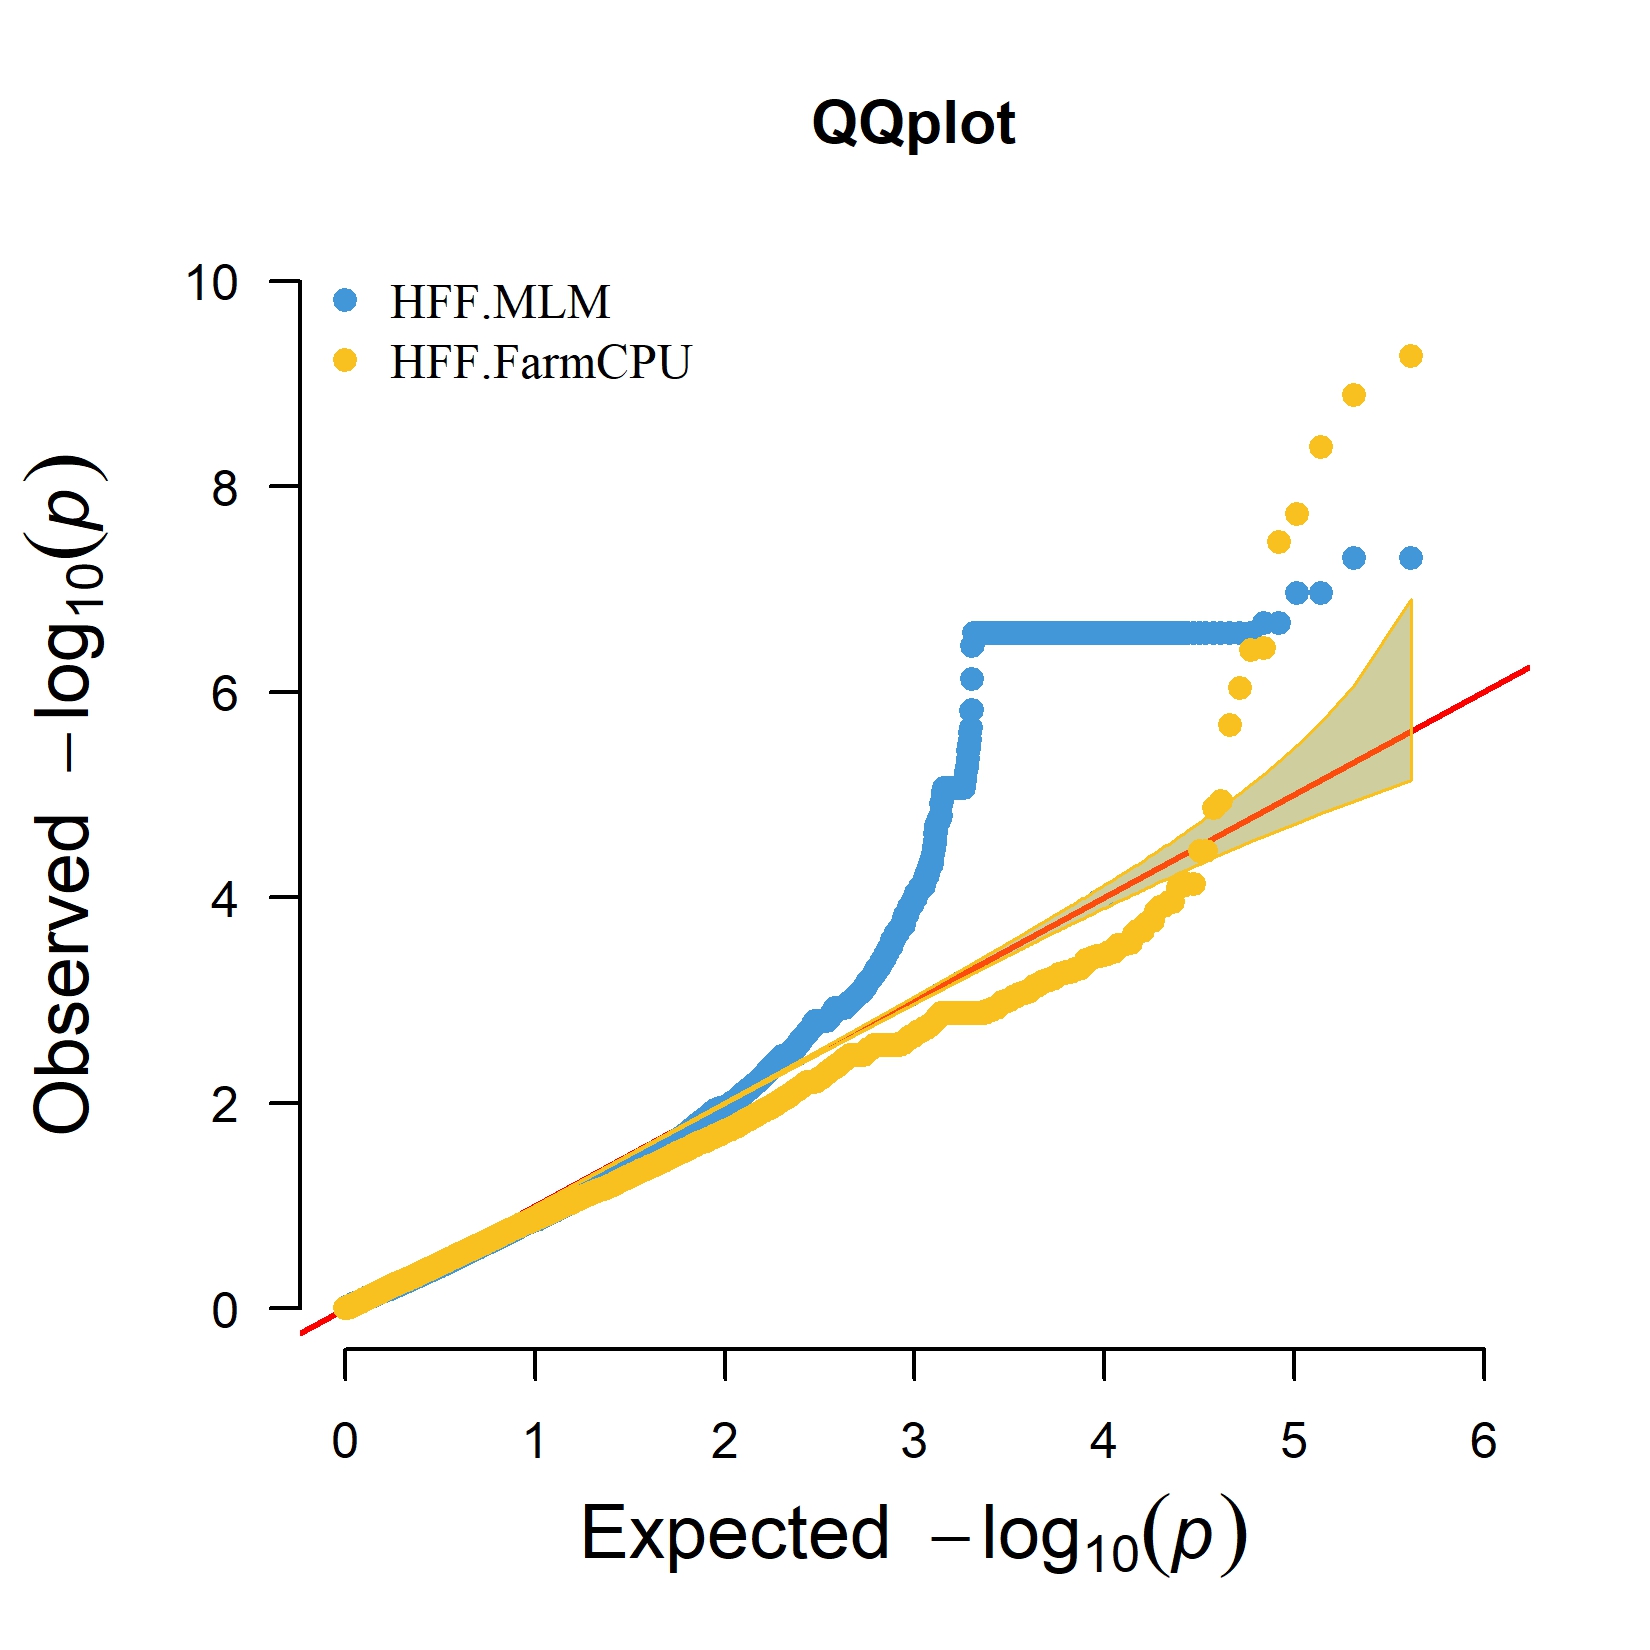 QQplot
HFF.MLM
HFF.FarmCPU
10
8
6
4
2
0
Observed −log₁₀(p)
0 1 2 3 4 5 6
Expected −log₁₀(p)